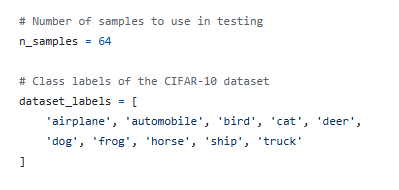 # Number of samples to use in testing
n_samples = 64

# Class labels of the CIFAR-10 dataset
dataset_labels = [
    'airplane', 'automobile', 'bird', 'cat', 'deer',
    'dog', 'frog', 'horse', 'ship', 'truck'
]